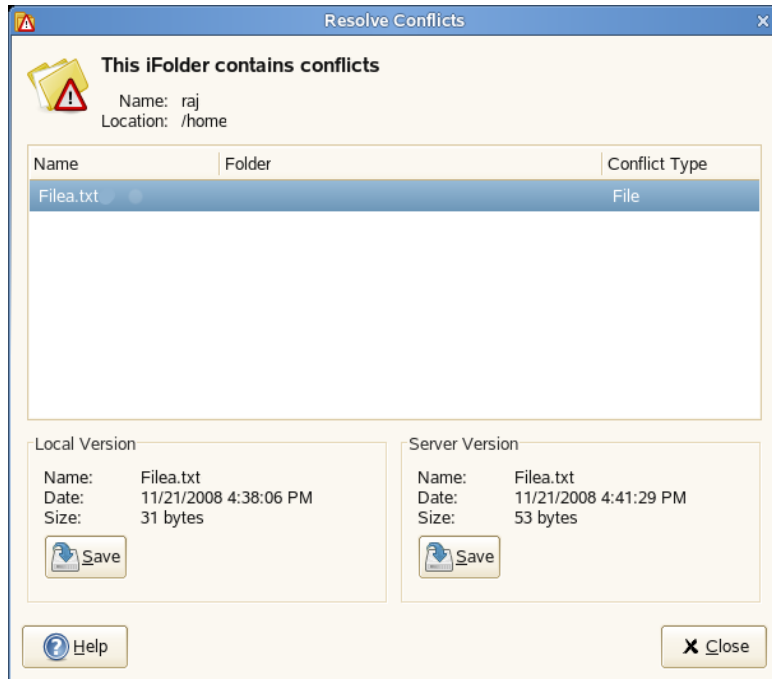 Resolve Conflicts
This iFolder contains conflicts
Name: raj
Location: /home
Name Folder Conflict Type
Filea.txt File
Local Version
Name: Filea.txt
Date: 11/21/2008 4:38:06 PM
Size: 31 bytes
Save
Server Version
Name: Filea.txt
Date: 11/21/2008 4:41:29 PM
Size: 53 bytes
Save
Help
Close